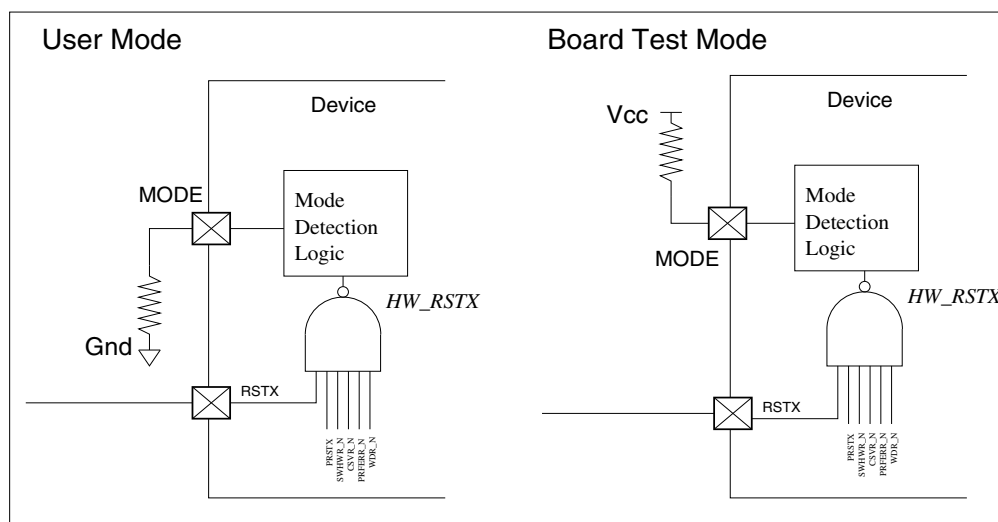 User Mode
Device
MODE
Mode
Detection
Logic
HW_RSTX
Gnd
RSTX
PRSTX
SWHWR_N
CSVR_N
PRFERR_N
WDR_N
Board Test Mode
Device
Vcc
MODE
Mode
Detection
Logic
HW_RSTX
RSTX
PRSTX
SWHWR_N
CSVR_N
PRFERR_N
WDR_N